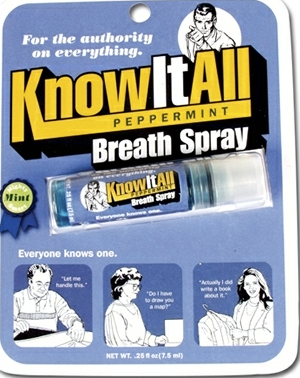 For the authority
on everything.
KnowItAll
PEPPERMINT
Breath Spray
on everything.
KnowItAll
PEPPERMINT
Breath Spray
Everyone knows one.
Mint
Everyone knows one.
"Let me
handle this."
"Do I
have to draw
you a map?"
"Actually I did
write a book
about it."
NET WT. .25 fl oz (7.5 ml)